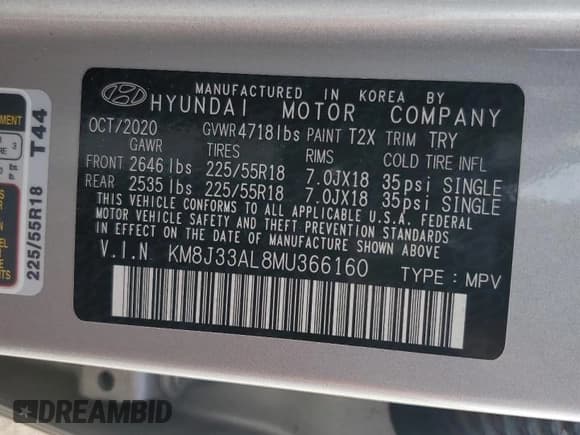 MANUFACTURED IN KOREA BY
HYUNDAI MOTOR COMPANY
OCT/2020 GVWR 4718 lbs PAINT T2X TRIM TRY
GAWR TIRES RIMS COLD TIRE INFL
FRONT 2646 lbs 225/55R18 7.0JX18 35psi SINGLE
REAR 2535 lbs 225/55R18 7.0JX18 35psi SINGLE
THIS VEHICLE CONFORMS TO ALL APPLICABLE U.S.A. FEDERAL
MOTOR VEHICLE SAFETY AND THEFT PREVENTION STANDARDS
IN EFFECT ON THE DATE OF MANUFACTURE SHOWN ABOVE
V.I.N. KM8J33AL8MU366160
TYPE : MPV
225/55R18 T44
DREAMBID